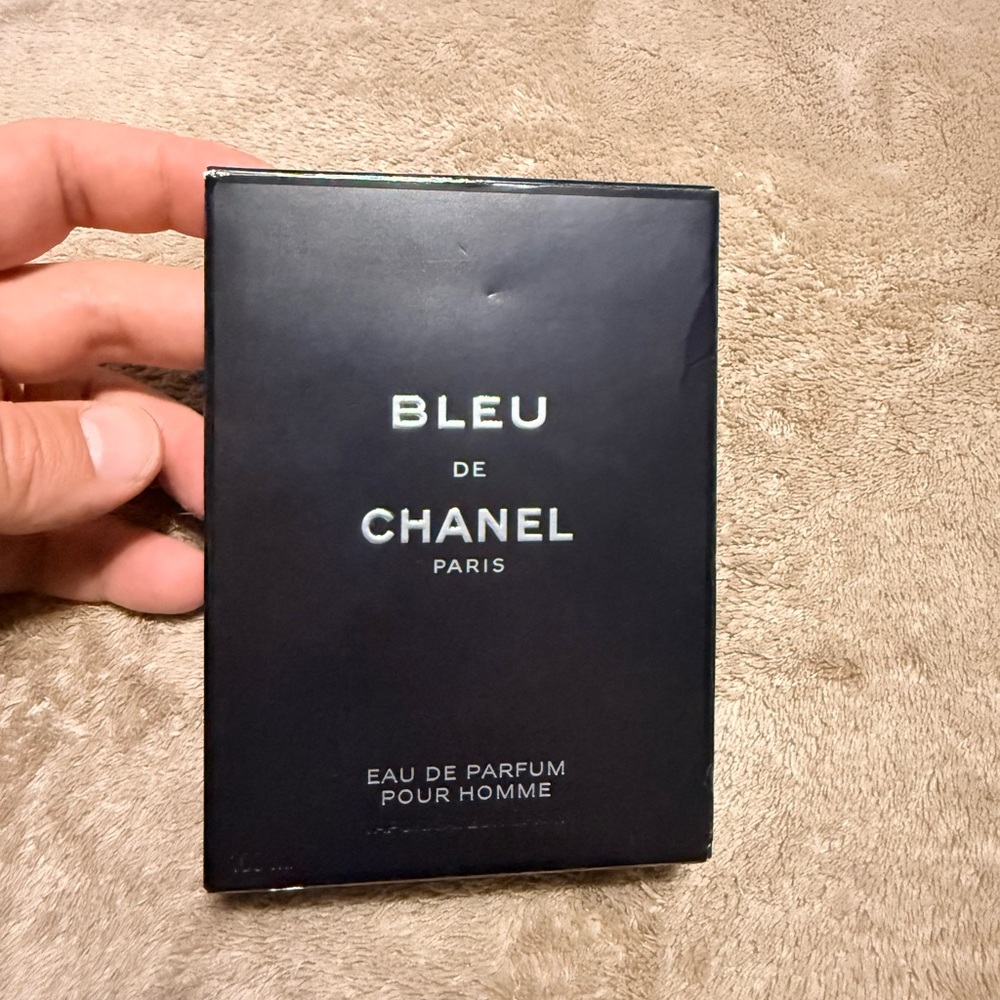 BLEU
DE
CHANEL
PARIS
EAU DE PARFUM
POUR HOMME